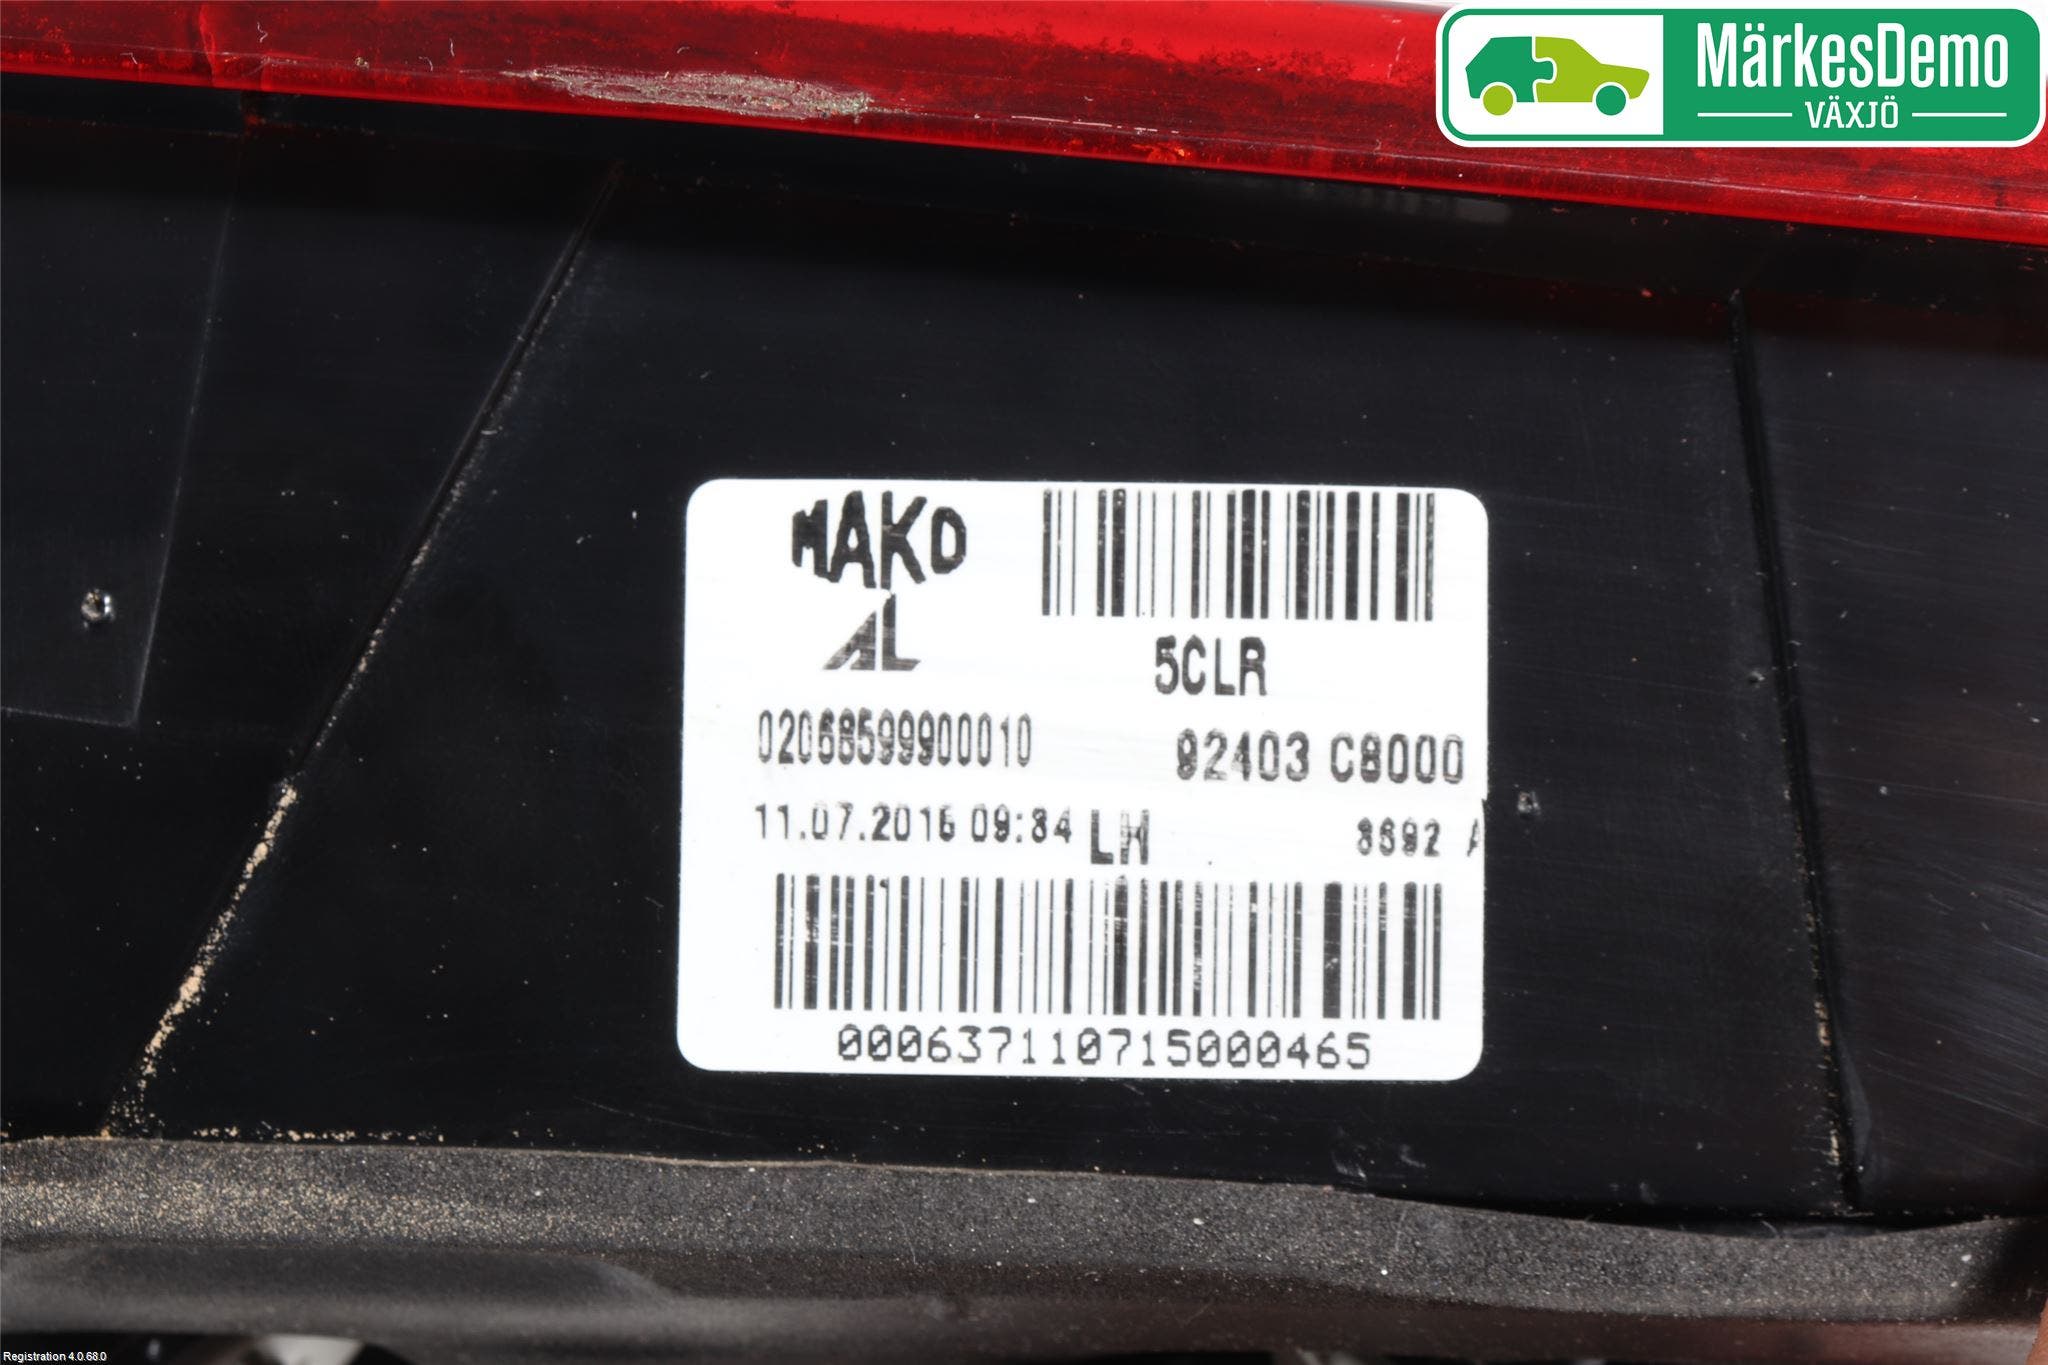 MärkesDemo
VÄXJÖ
MAKO
AL
5CLR
02068599900010
92403 C8000
11.07.2015 09:34 LH
8692 A
000637110715000465
Registration 4.0.68.0